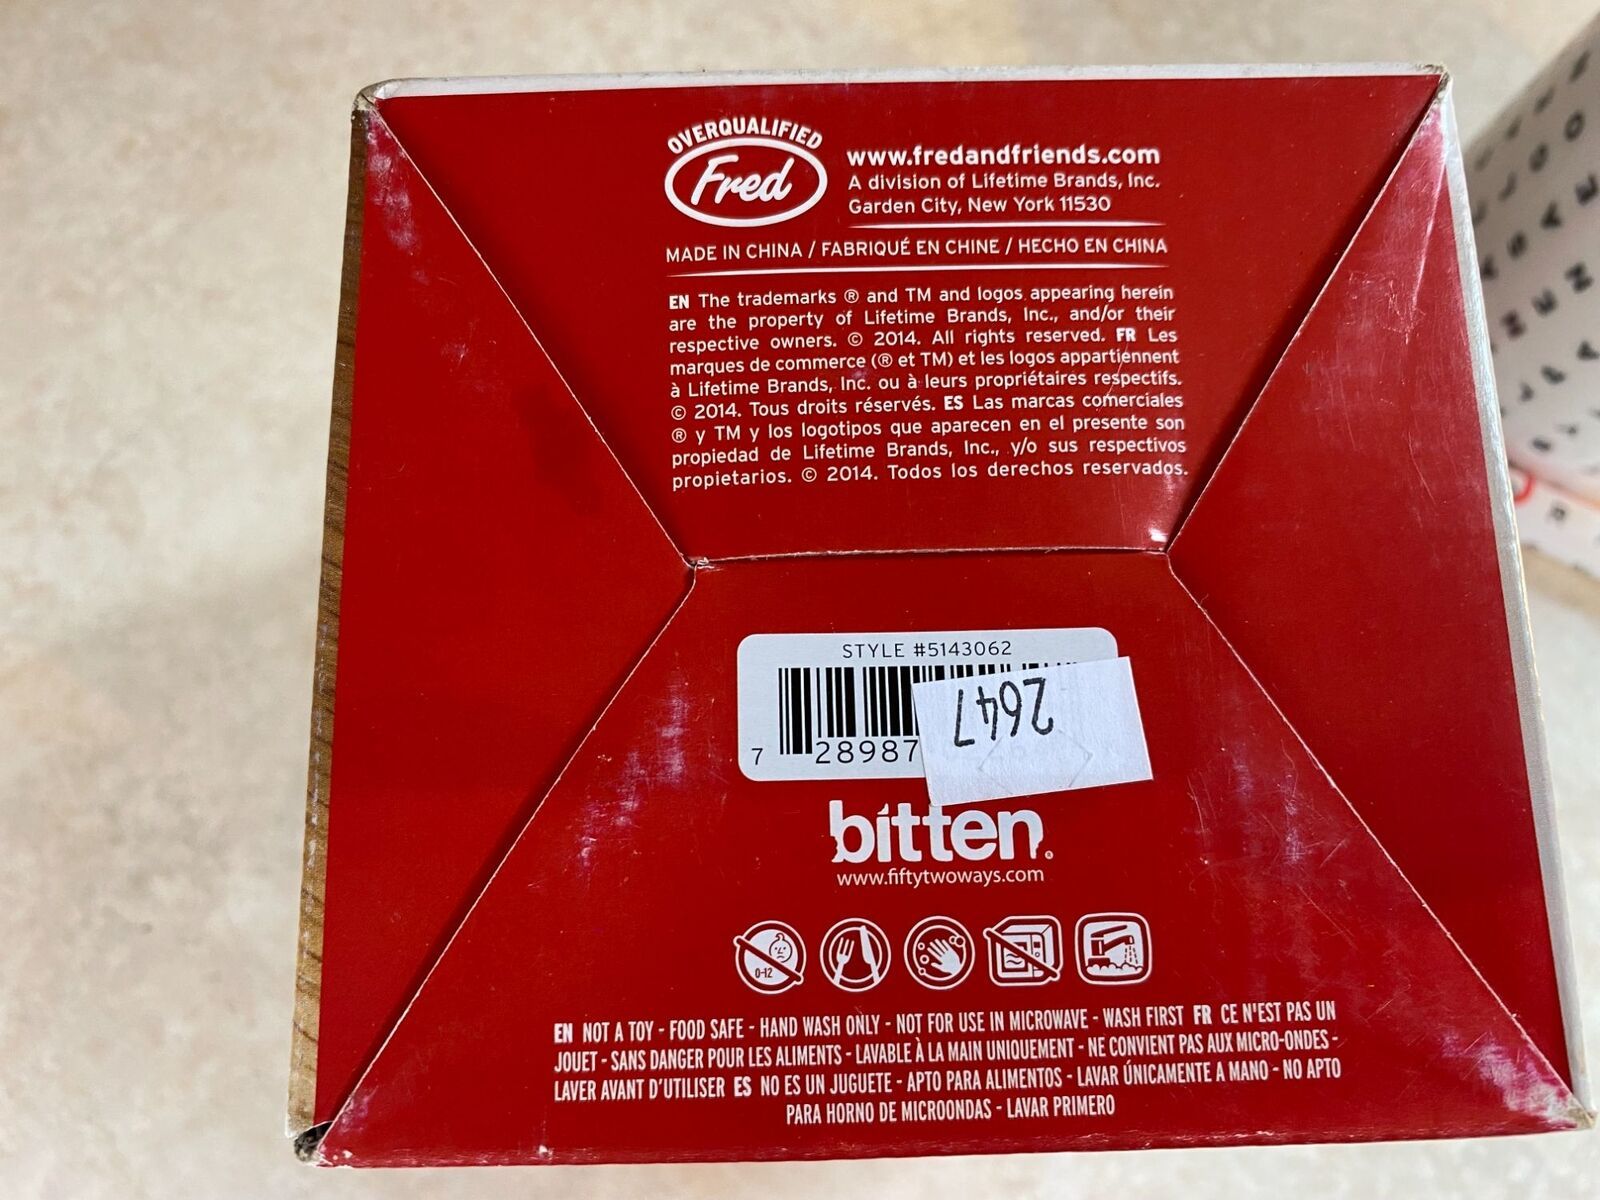 OVERQUALIFIED
Fred
www.fredandfriends.com
A division of Lifetime Brands, Inc.
Garden City, New York 11530
MADE IN CHINA / FABRIQUÉ EN CHINE / HECHO EN CHINA
EN The trademarks ® and TM and logos appearing herein
are the property of Lifetime Brands, Inc., and/or their
respective owners. © 2014. All rights reserved. FR Les
marques de commerce (® et TM) et les logos appartiennent
à Lifetime Brands, Inc. ou à leurs propriétaires respectifs.
© 2014. Tous droits réservés. ES Las marcas comerciales
® y TM y los logotipos que aparecen en el presente son
propiedad de Lifetime Brands, Inc., y/o sus respectivos
propietarios. © 2014. Todos los derechos reservados.
STYLE #5143062
2647
7 28987
bitten®
www.fiftytwoways.com
0-12
EN NOT A TOY - FOOD SAFE - HAND WASH ONLY - NOT FOR USE IN MICROWAVE - WASH FIRST FR CE N'EST PAS UN
JOUET - SANS DANGER POUR LES ALIMENTS - LAVABLE À LA MAIN UNIQUEMENT - NE CONVIENT PAS AUX MICRO-ONDES -
LAVER AVANT D'UTILISER ES NO ES UN JUGUETE - APTO PARA ALIMENTOS - LAVAR ÚNICAMENTE A MANO - NO APTO
PARA HORNO DE MICROONDAS - LAVAR PRIMERO